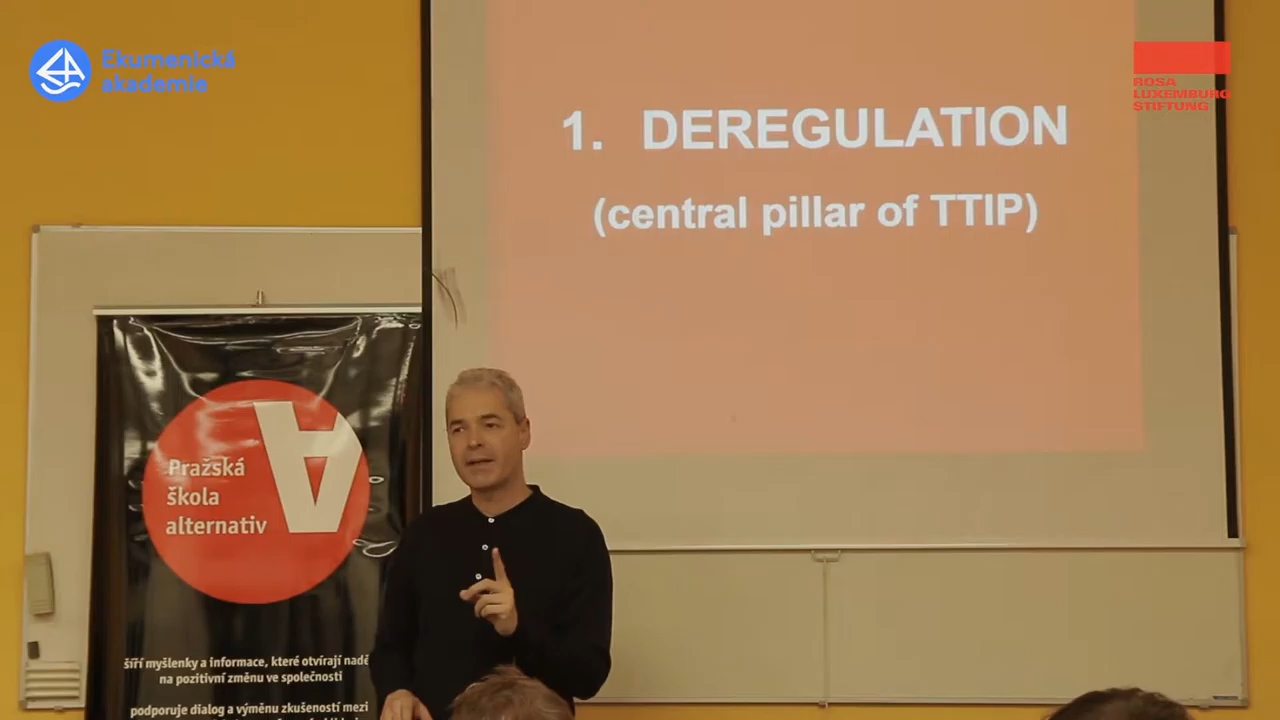 Ekumenická
akademie
ROSA
LUXEMBURG
STIFTUNG
1. DEREGULATION
(central pillar of TTIP)
Pražská
škola
alternativ
šíří myšlenky a informace, které otvírají
na pozitivní změnu ve společnosti
podporuje dialog a výměnu zkušeností mezi